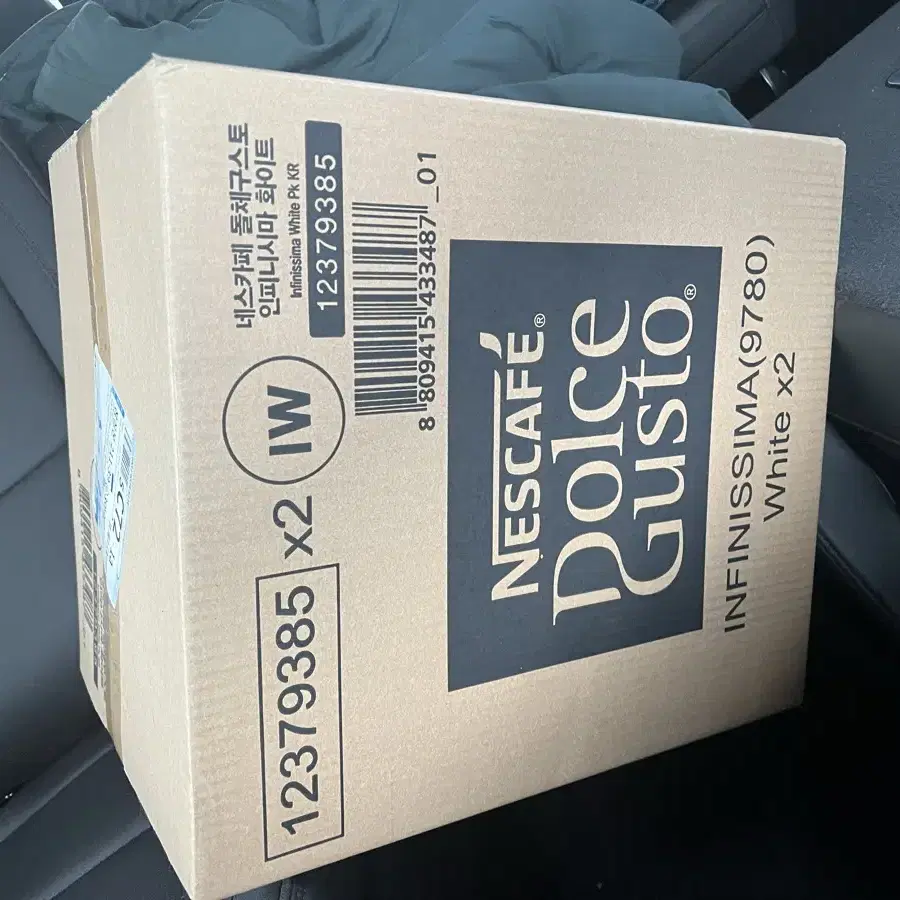 12379385 x2
IW
네스카페 돌체구스토
인피니시마 화이트
Infinissima White Pk KR
12379385
8 809415 433487 _01
NESCAFÉ®
Dolce
Gusto®
INFINISSIMA(9780)
White x2